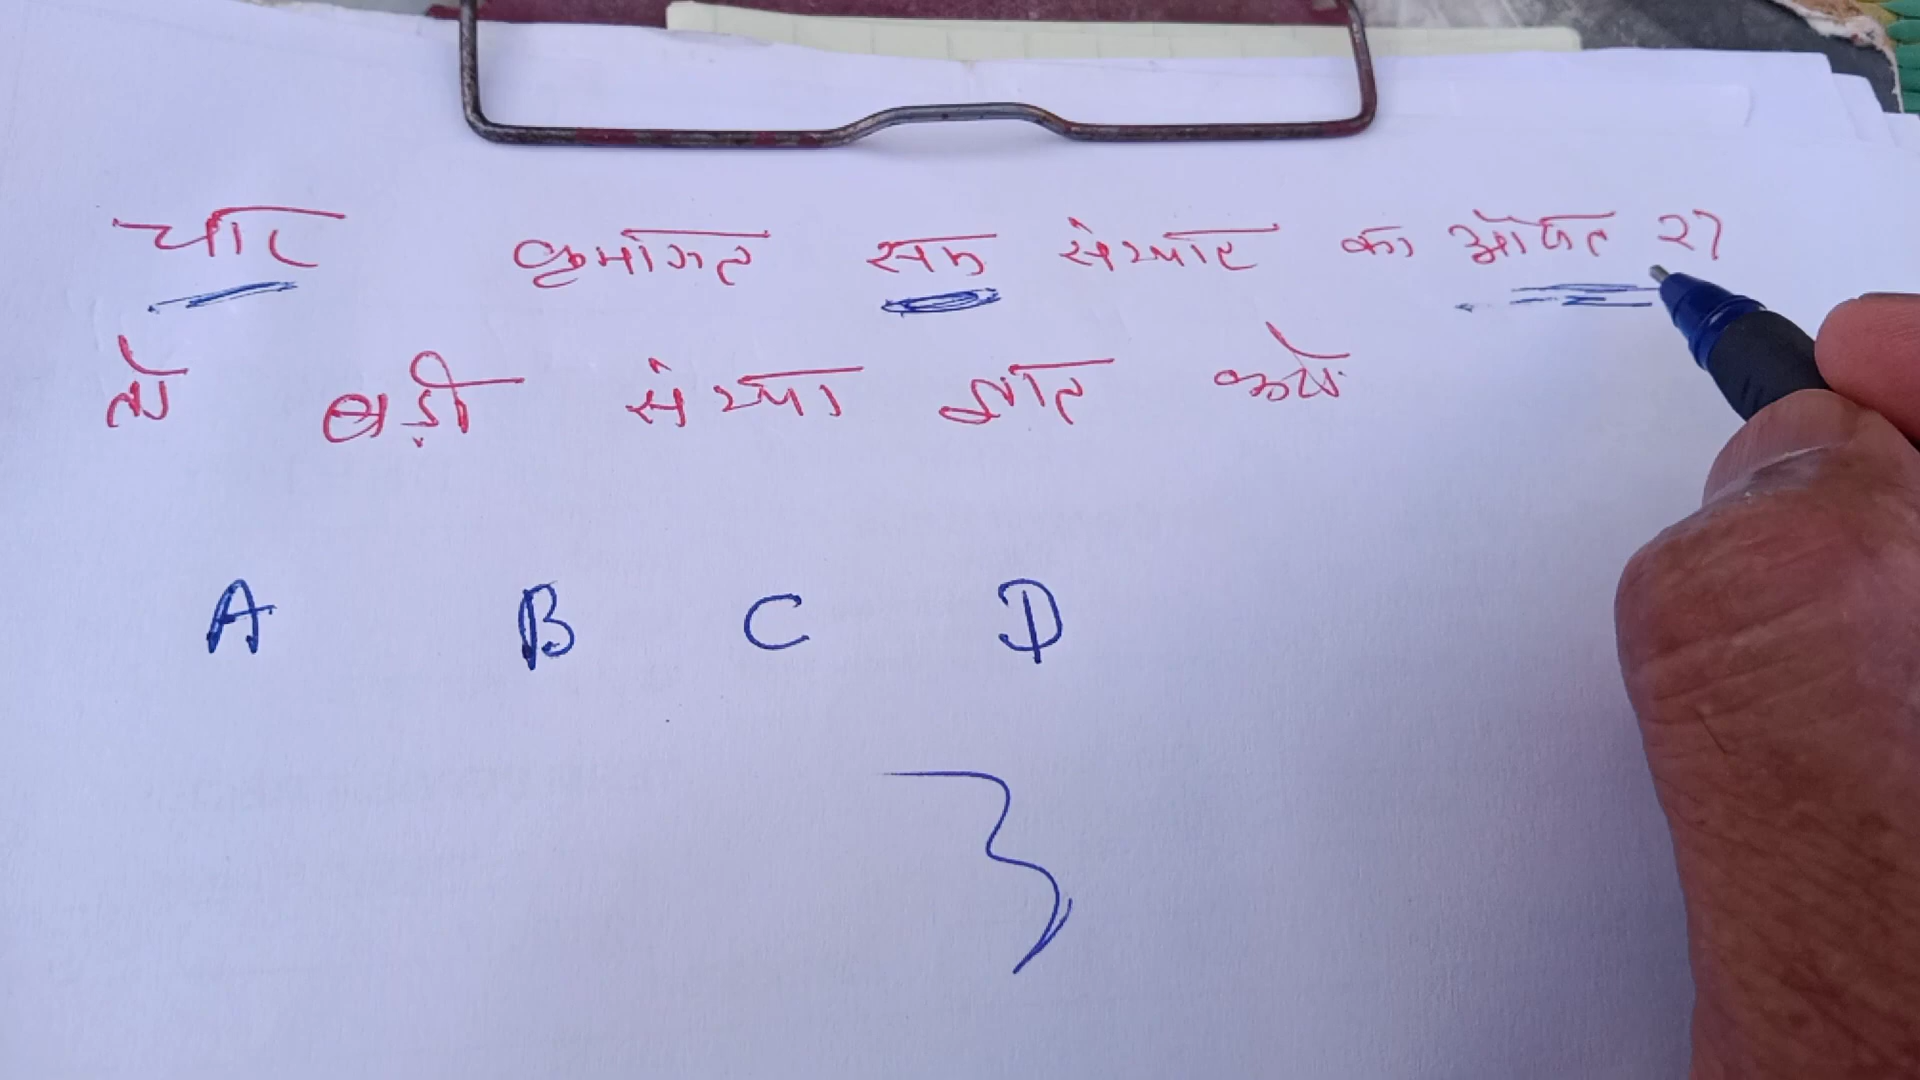 चार क्रमांगत सम संख्याए का औसत 27
तो बड़ी संख्या ज्ञात करो
A B C D